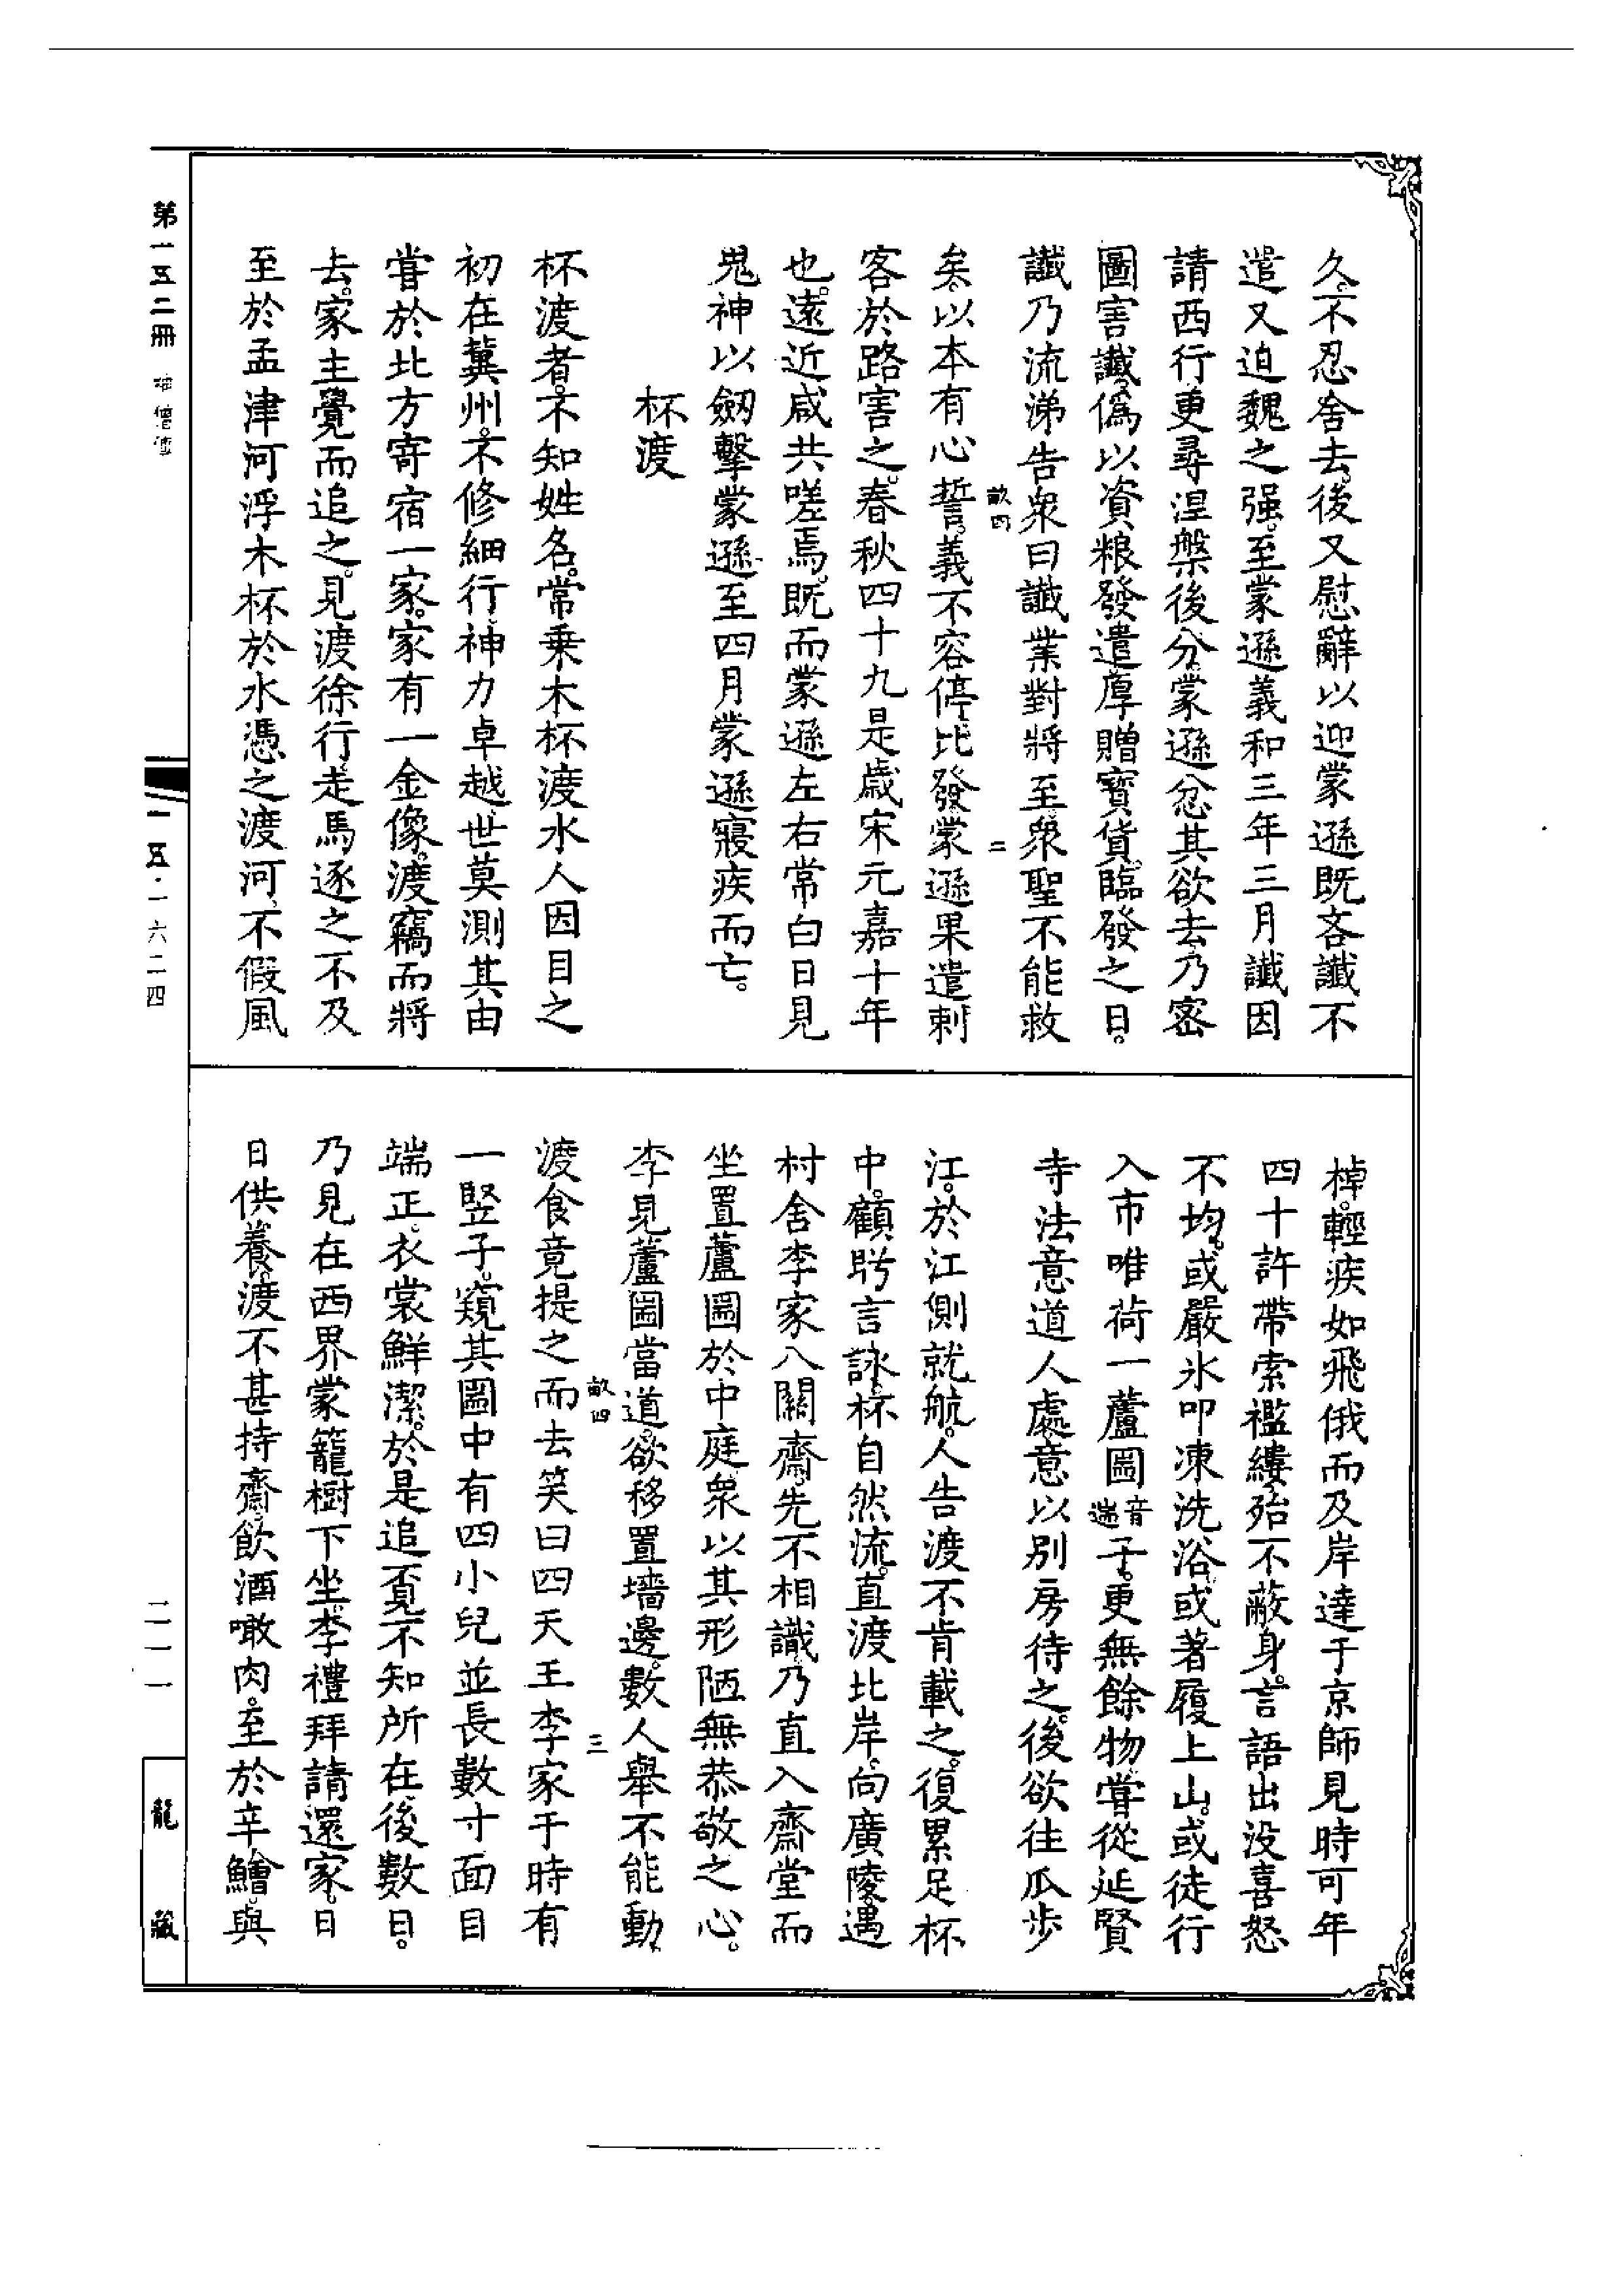 久。不忍舍去。後又慰辭以迎蒙遜既吝讖不
遣又迫魏之强。至蒙遜義和三年三月讖因
請西行更尋涅槃後分。蒙遜忿其欲去乃密
圖害讖。偽以資粮發遣厚贈寶貨。臨發之日。
讖乃流涕告衆曰讖業對將至衆聖不能救
畝四 二
矣。以本有心誓。義不容停。比發。蒙遜果遣刺
客於路害之。春秋四十九是歲宋元嘉十年
也。遠近咸共嗟焉。既而蒙遜左右常白日見
鬼神以劒擊蒙遜至四月蒙遜寢疾而亡。
杯渡
杯渡者。不知姓名。常乗木杯渡水人因目之
初在冀州。不修細行。神力卓越。世莫測其由
甞於北方寄宿一家。家有一金像。渡竊而將
去。家主覺而追之。見渡徐行。走馬逐之不及
至於孟津河浮木杯於水憑之渡河。不假風
棹。輕疾如飛俄而及岸達于京師見時可年
四十許帶索襤縷殆不蔽身。言語出没喜怒
不均。或嚴氷叩凍洗浴。或著履上山。或徒行
入市唯荷一蘆圌音遄子。更無餘物。甞從延賢
寺法意道人處意以别房待之。後欲往瓜步
江。於江側就航。人告渡不肯載之。復累足杯
中。顧眄言詠。杯自然流。直渡北岸。向廣陵。遇
村舍李家八關齋。先不相識。乃直入齋堂而
坐置蘆圌於中庭衆以其形陋無恭敬之心。
李見蘆圌當道。欲移置墻邊。數人舉不能動
畝四 三
渡食竟提之而去笑曰四天王李家于時有
一竪子。窺其圌中有四小兒並長數寸面目
端正。衣裳鮮潔。於是追覔不知所在。後數日。
乃見在西界蒙籠樹下坐。李禮拜請還家。日
日供養。渡不甚持齋。飲酒噉肉。至於辛鱠。與
第一五二冊 神僧傳
一五·一六二四
二一一
龍藏